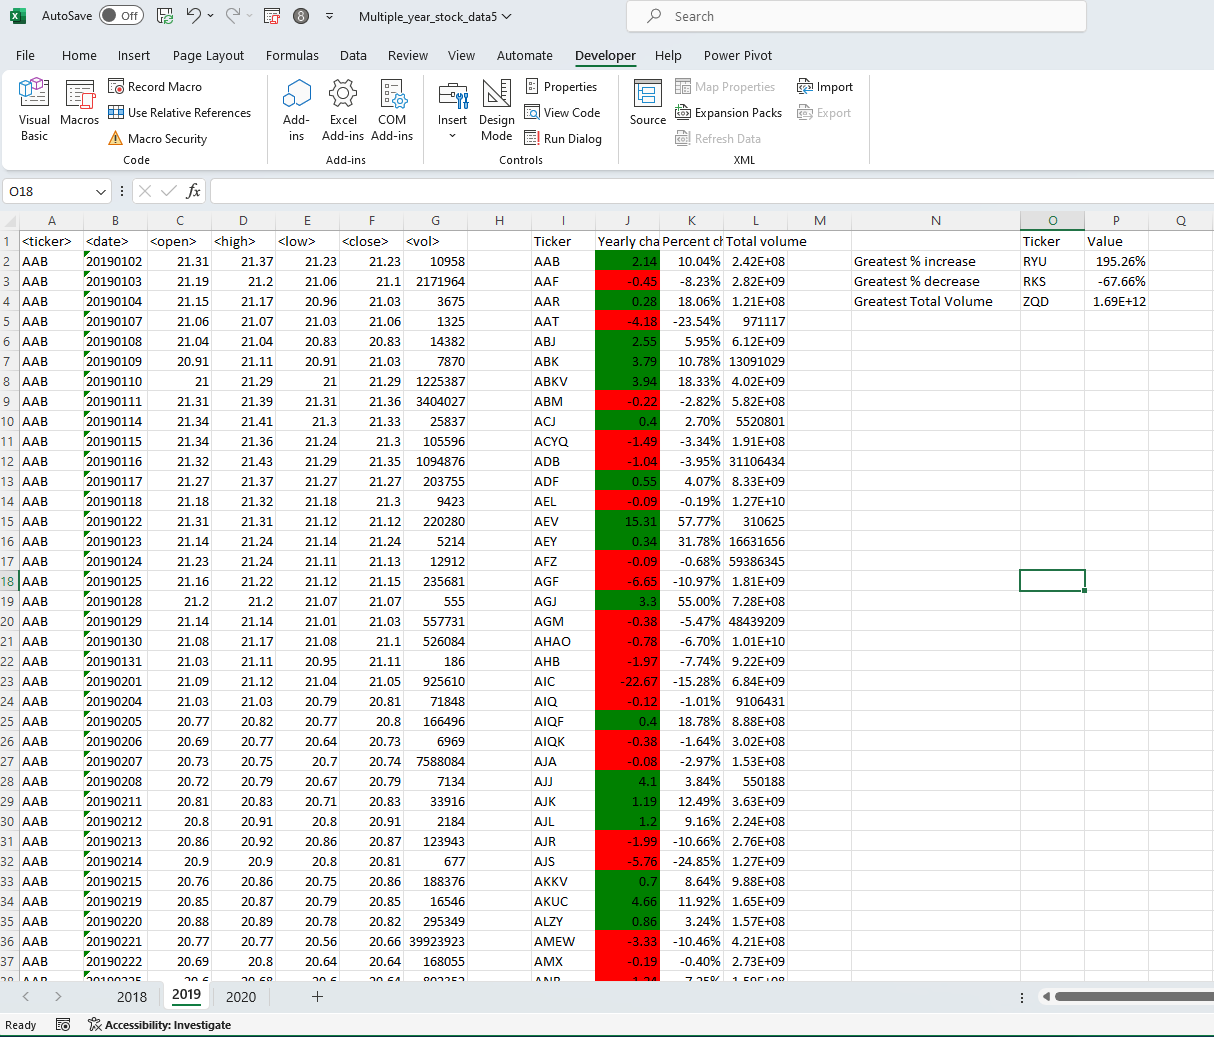 AutoSave Off 8 Multiple_year_stock_data5 Search
File Home Insert Draw Page Layout Formulas Data Review View Automate Developer Help Power Pivot
Visual Basic Macros Record Macro Use Relative References Macro Security Code
Add-ins Excel Add-ins COM Add-ins Add-ins
Insert Design Mode Properties View Code Run Dialog Controls
Source Map Properties Expansion Packs Refresh Data Import Export XML
O18 fx
A B C D E F G H I J K L M N O P Q
1 <ticker> <date> <open> <high> <low> <close> <vol> Ticker Yearly cha Percent ch Total volume Ticker Value
2 AAB 20190102 21.31 21.37 21.23 21.23 10958 AAB 2.14 10.04% 2.42E+08 Greatest % increase RYU 195.26%
3 AAB 20190103 21.19 21.2 21.06 21.1 2171964 AAF -0.45 -8.23% 2.82E+09 Greatest % decrease RKS -67.66%
4 AAB 20190104 21.15 21.17 20.96 21.03 3675 AAR 0.28 18.06% 1.21E+08 Greatest Total Volume ZQD 1.69E+12
5 AAB 20190107 21.06 21.07 21.03 21.06 1325 AAT -4.18 -23.54% 971117
6 AAB 20190108 21.04 21.04 20.83 20.83 14382 ABJ 2.55 5.95% 6.12E+09
7 AAB 20190109 20.91 21.11 20.91 21.03 7870 ABK 3.79 10.78% 13091029
8 AAB 20190110 21 21.29 21 21.29 1225387 ABKV 3.94 18.33% 4.02E+09
9 AAB 20190111 21.31 21.39 21.31 21.36 3404027 ABM -0.22 -2.82% 5.82E+08
10 AAB 20190114 21.34 21.41 21.3 21.33 25837 ACJ 0.4 2.70% 5520801
11 AAB 20190115 21.34 21.36 21.24 21.3 105596 ACYQ -1.49 -3.34% 1.91E+08
12 AAB 20190116 21.32 21.43 21.29 21.35 1094876 ADB -1.04 -3.95% 31106434
13 AAB 20190117 21.27 21.37 21.27 21.27 203755 ADF 0.55 4.07% 8.33E+09
14 AAB 20190118 21.18 21.32 21.18 21.3 9423 AEL -0.09 -0.19% 1.27E+10
15 AAB 20190122 21.31 21.31 21.12 21.12 220280 AEV 15.31 57.77% 310625
16 AAB 20190123 21.14 21.24 21.14 21.24 5214 AEY 0.34 31.78% 16631656
17 AAB 20190124 21.23 21.24 21.11 21.13 12912 AFZ -0.09 -0.68% 59386345
18 AAB 20190125 21.16 21.22 21.12 21.15 235681 AGF -6.65 -10.97% 1.81E+09
19 AAB 20190128 21.2 21.2 21.07 21.07 555 AGJ 3.3 55.00% 7.28E+08
20 AAB 20190129 21.14 21.14 21.01 21.03 557731 AGM -0.38 -5.47% 48439209
21 AAB 20190130 21.08 21.17 21.08 21.1 526084 AHAO -0.78 -6.70% 1.01E+10
22 AAB 20190131 21.03 21.11 20.95 21.11 186 AHB -1.97 -7.74% 9.22E+09
23 AAB 20190201 21.09 21.12 21.04 21.05 925610 AIC -22.67 -15.28% 6.84E+09
24 AAB 20190204 21.03 21.03 20.79 20.81 71848 AIQ -0.12 -1.01% 9106431
25 AAB 20190205 20.77 20.82 20.77 20.8 166496 AIQF 0.4 18.78% 8.88E+08
26 AAB 20190206 20.69 20.77 20.64 20.73 6969 AIQK -0.38 -1.64% 3.02E+08
27 AAB 20190207 20.73 20.75 20.7 20.74 7588084 AJA -0.08 -2.97% 1.53E+08
28 AAB 20190208 20.72 20.79 20.67 20.79 7134 AJJ 4.1 3.84% 550188
29 AAB 20190211 20.81 20.83 20.71 20.83 33916 AJK 1.19 12.49% 3.63E+09
30 AAB 20190212 20.8 20.91 20.8 20.91 2184 AJL 1.2 9.16% 2.24E+08
31 AAB 20190213 20.86 20.92 20.86 20.87 123943 AJR -1.99 -10.66% 2.76E+08
32 AAB 20190214 20.9 20.9 20.8 20.81 677 AJS -5.76 -24.85% 1.27E+09
33 AAB 20190215 20.76 20.86 20.75 20.86 188376 AKKV 0.7 8.64% 9.88E+08
34 AAB 20190219 20.85 20.87 20.79 20.85 16546 AKUC 4.66 11.92% 1.65E+09
35 AAB 20190220 20.88 20.89 20.78 20.82 295349 ALZY 0.86 3.24% 1.57E+08
36 AAB 20190221 20.77 20.77 20.56 20.66 39923923 AMEW -3.33 -10.46% 4.21E+08
37 AAB 20190222 20.69 20.8 20.64 20.64 168055 AMX -0.19 -0.40% 2.73E+09
2018 2019 2020
Ready Accessibility: Investigate